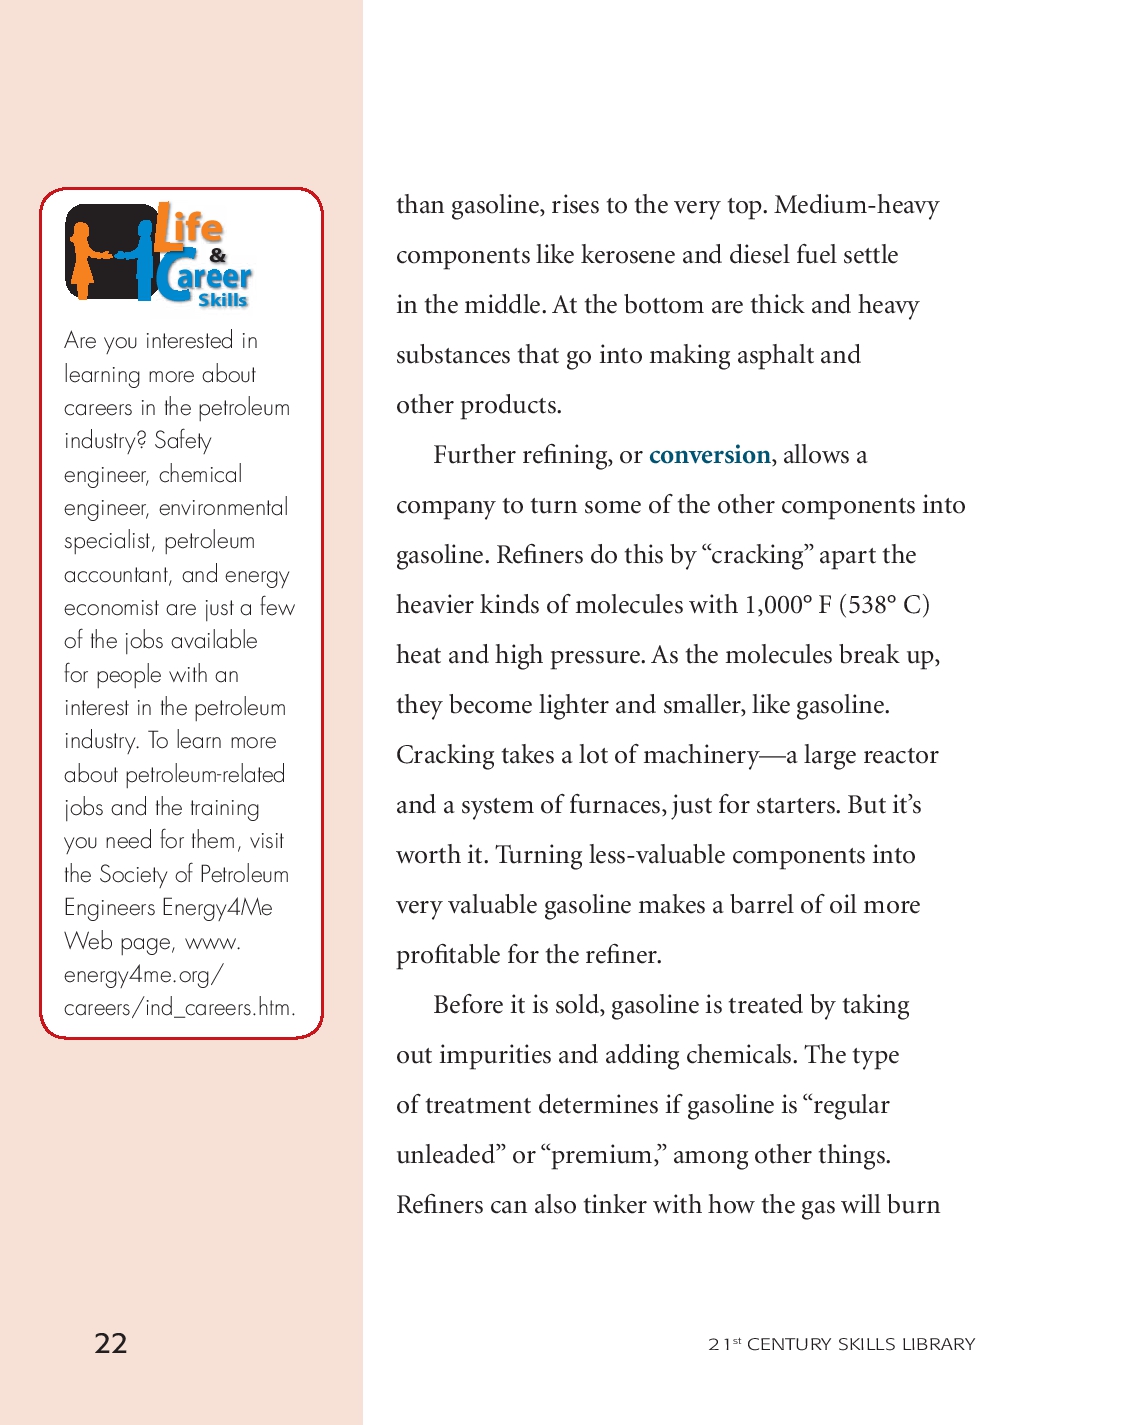 Life
&
Career
Skills
Are you interested in
learning more about
careers in the petroleum
industry? Safety
engineer, chemical
engineer, environmental
specialist, petroleum
accountant, and energy
economist are just a few
of the jobs available
for people with an
interest in the petroleum
industry. To learn more
about petroleum-related
jobs and the training
you need for them, visit
the Society of Petroleum
Engineers Energy4Me
Web page, www.
energy4me.org/
careers/ind_careers.htm.
than gasoline, rises to the very top. Medium-heavy
components like kerosene and diesel fuel settle
in the middle. At the bottom are thick and heavy
substances that go into making asphalt and
other products.
Further refining, or conversion, allows a
company to turn some of the other components into
gasoline. Refiners do this by “cracking” apart the
heavier kinds of molecules with 1,000° F (538° C)
heat and high pressure. As the molecules break up,
they become lighter and smaller, like gasoline.
Cracking takes a lot of machinery—a large reactor
and a system of furnaces, just for starters. But it’s
worth it. Turning less-valuable components into
very valuable gasoline makes a barrel of oil more
profitable for the refiner.
Before it is sold, gasoline is treated by taking
out impurities and adding chemicals. The type
of treatment determines if gasoline is “regular
unleaded” or “premium,” among other things.
Refiners can also tinker with how the gas will burn
22
21st CENTURY SKILLS LIBRARY